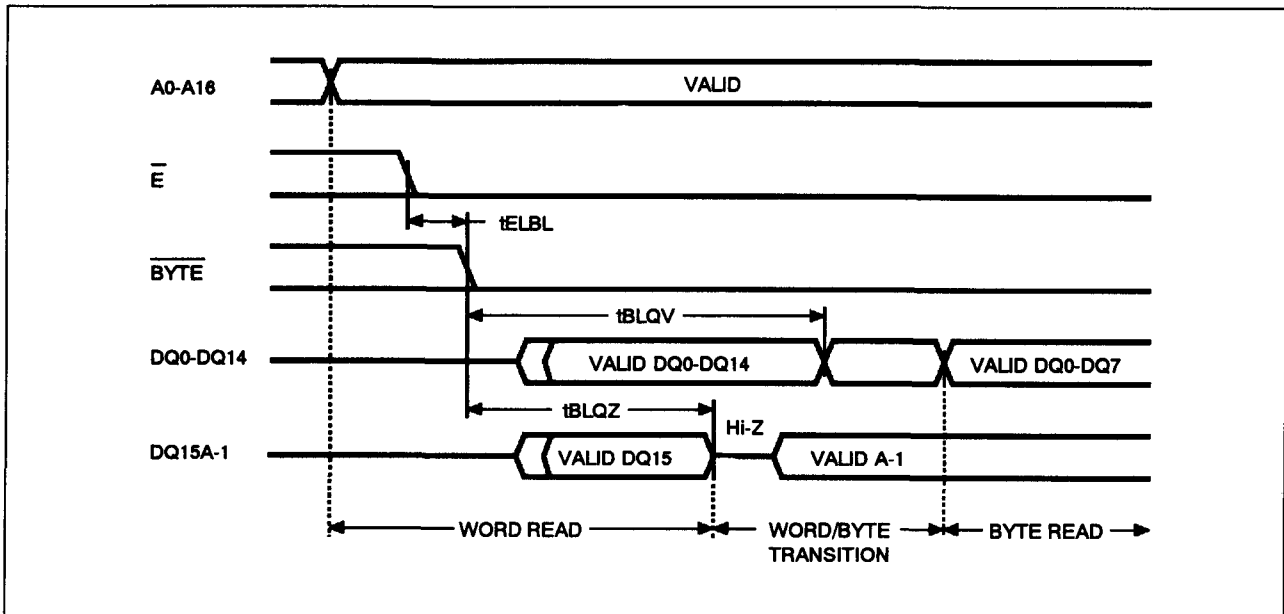 A0-A16
VALID
E
tELBL
BYTE
tBLQV
DQ0-DQ14
VALID DQ0-DQ14
VALID DQ0-DQ7
tBLQZ
Hi-Z
DQ15A-1
VALID DQ15
VALID A-1
WORD READ
WORD/BYTE
TRANSITION
BYTE READ